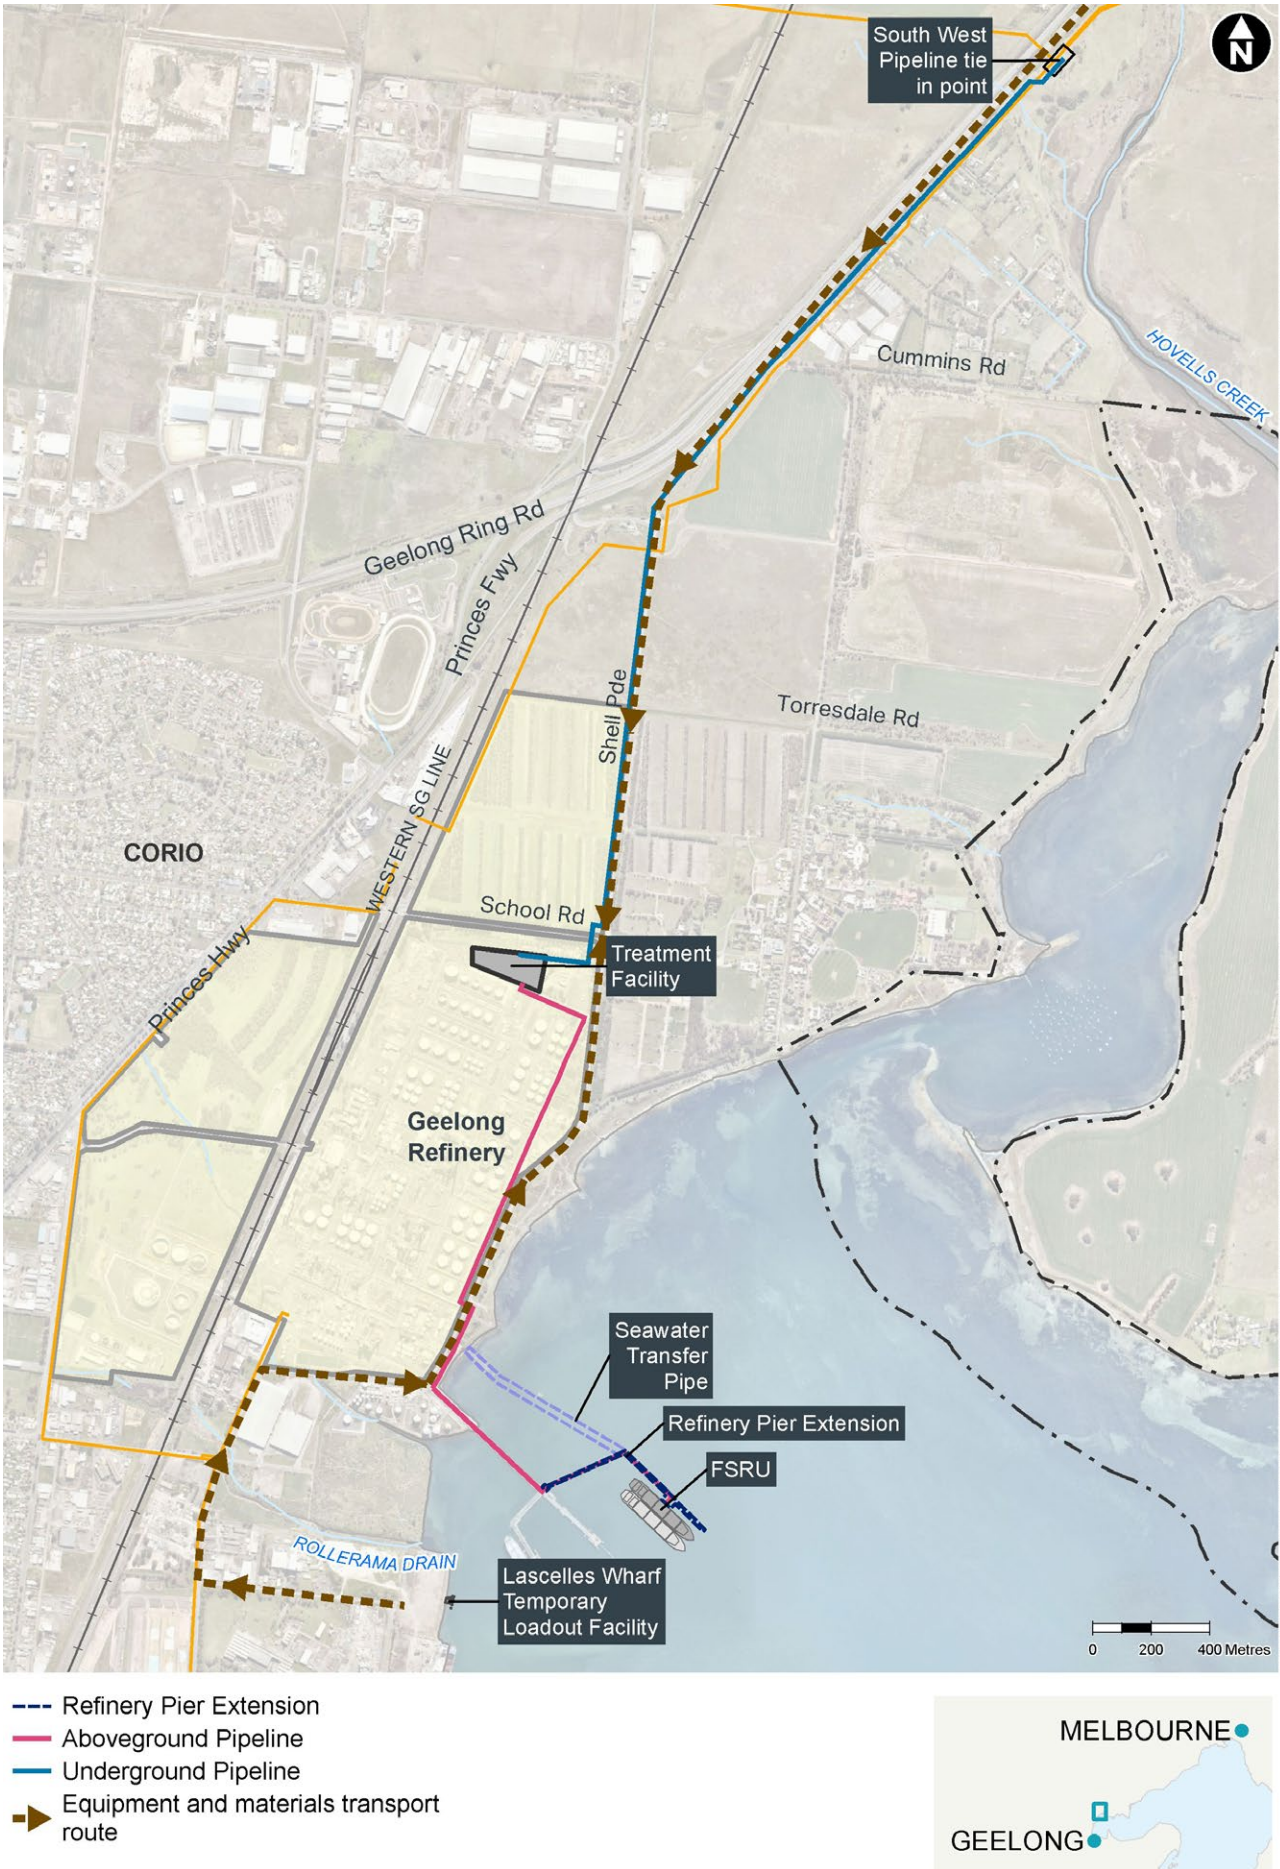 South West
Pipeline tie
in point
N
HOVELLS CREEK
Cummins Rd
Geelong Ring Rd
Princes Fwy
Shell Pde
Torresdale Rd
WESTERN SG LINE
CORIO
School Rd
Princes Hwy
Treatment
Facility
Geelong
Refinery
Seawater
Transfer
Pipe
Refinery Pier Extension
FSRU
ROLLERAMA DRAIN
Lascelles Wharf
Temporary
Loadout Facility
0 200 400 Metres
Refinery Pier Extension
Aboveground Pipeline
Underground Pipeline
Equipment and materials transport
route
MELBOURNE
GEELONG